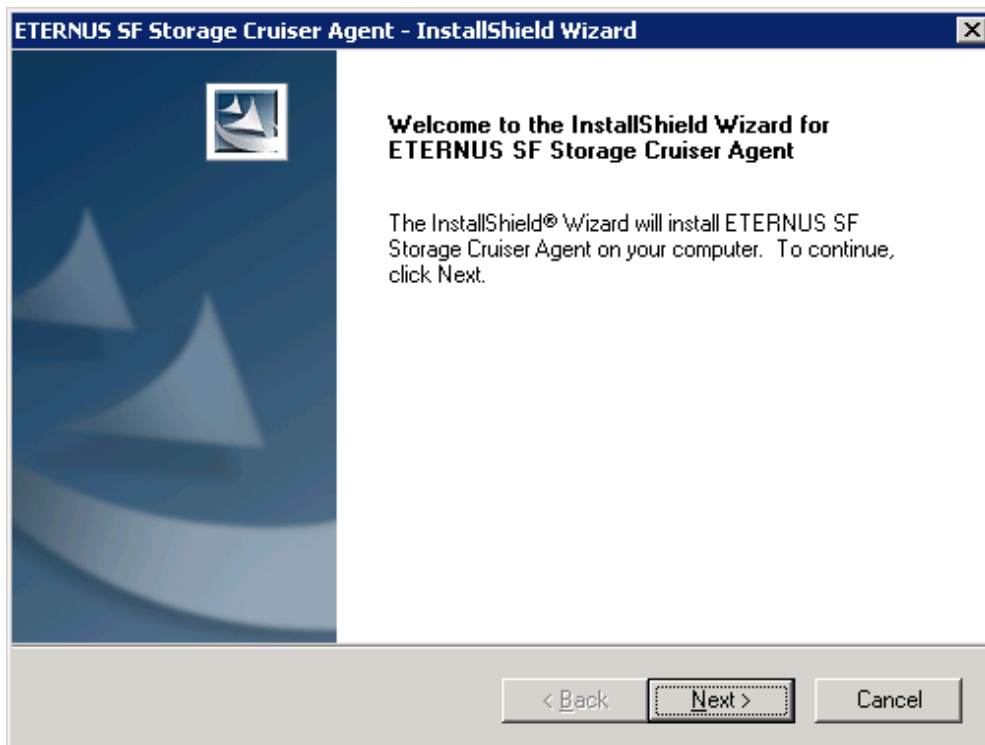 ETERNUS SF Storage Cruiser Agent - InstallShield Wizard
Welcome to the InstallShield Wizard for
ETERNUS SF Storage Cruiser Agent
The InstallShield® Wizard will install ETERNUS SF
Storage Cruiser Agent on your computer.  To continue,
click Next.
< Back
Next >
Cancel